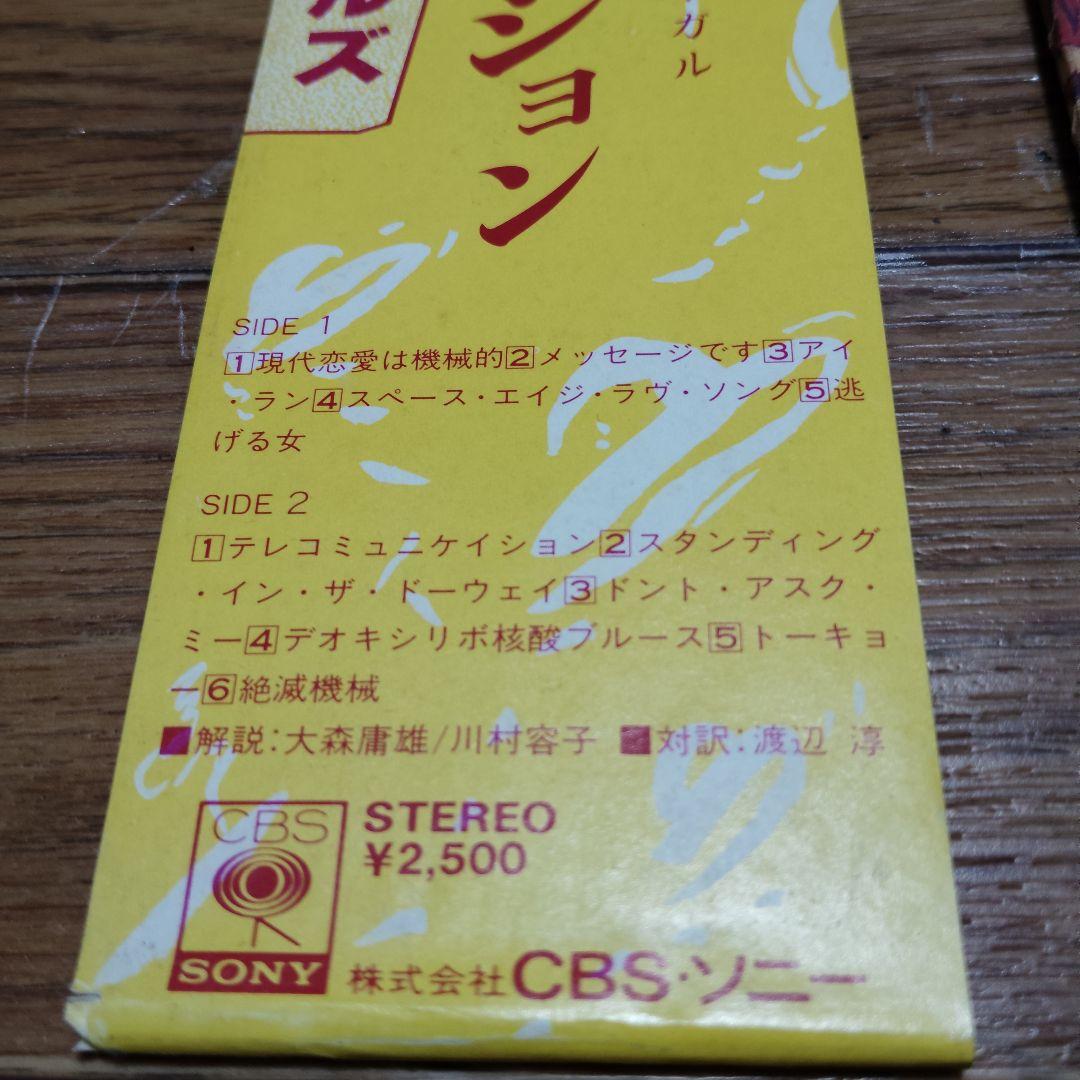 ルズ
ション
ガル
SIDE 1
1現代恋愛は機械的2メッセージです3アイ
・ラン4スペース・エイジ・ラヴ・ソング5逃
げる女
SIDE 2
1テレコミュニケイション2スタンディング
・イン・ザ・ドーウェイ3ドント・アスク・
ミー4デオキシリボ核酸ブルース5トーキョ
ー6絶滅機械
■解説:大森庸雄/川村容子 ■対訳:渡辺 淳
CBS
SONY
STEREO
¥2,500
株式会社CBS・ソニー